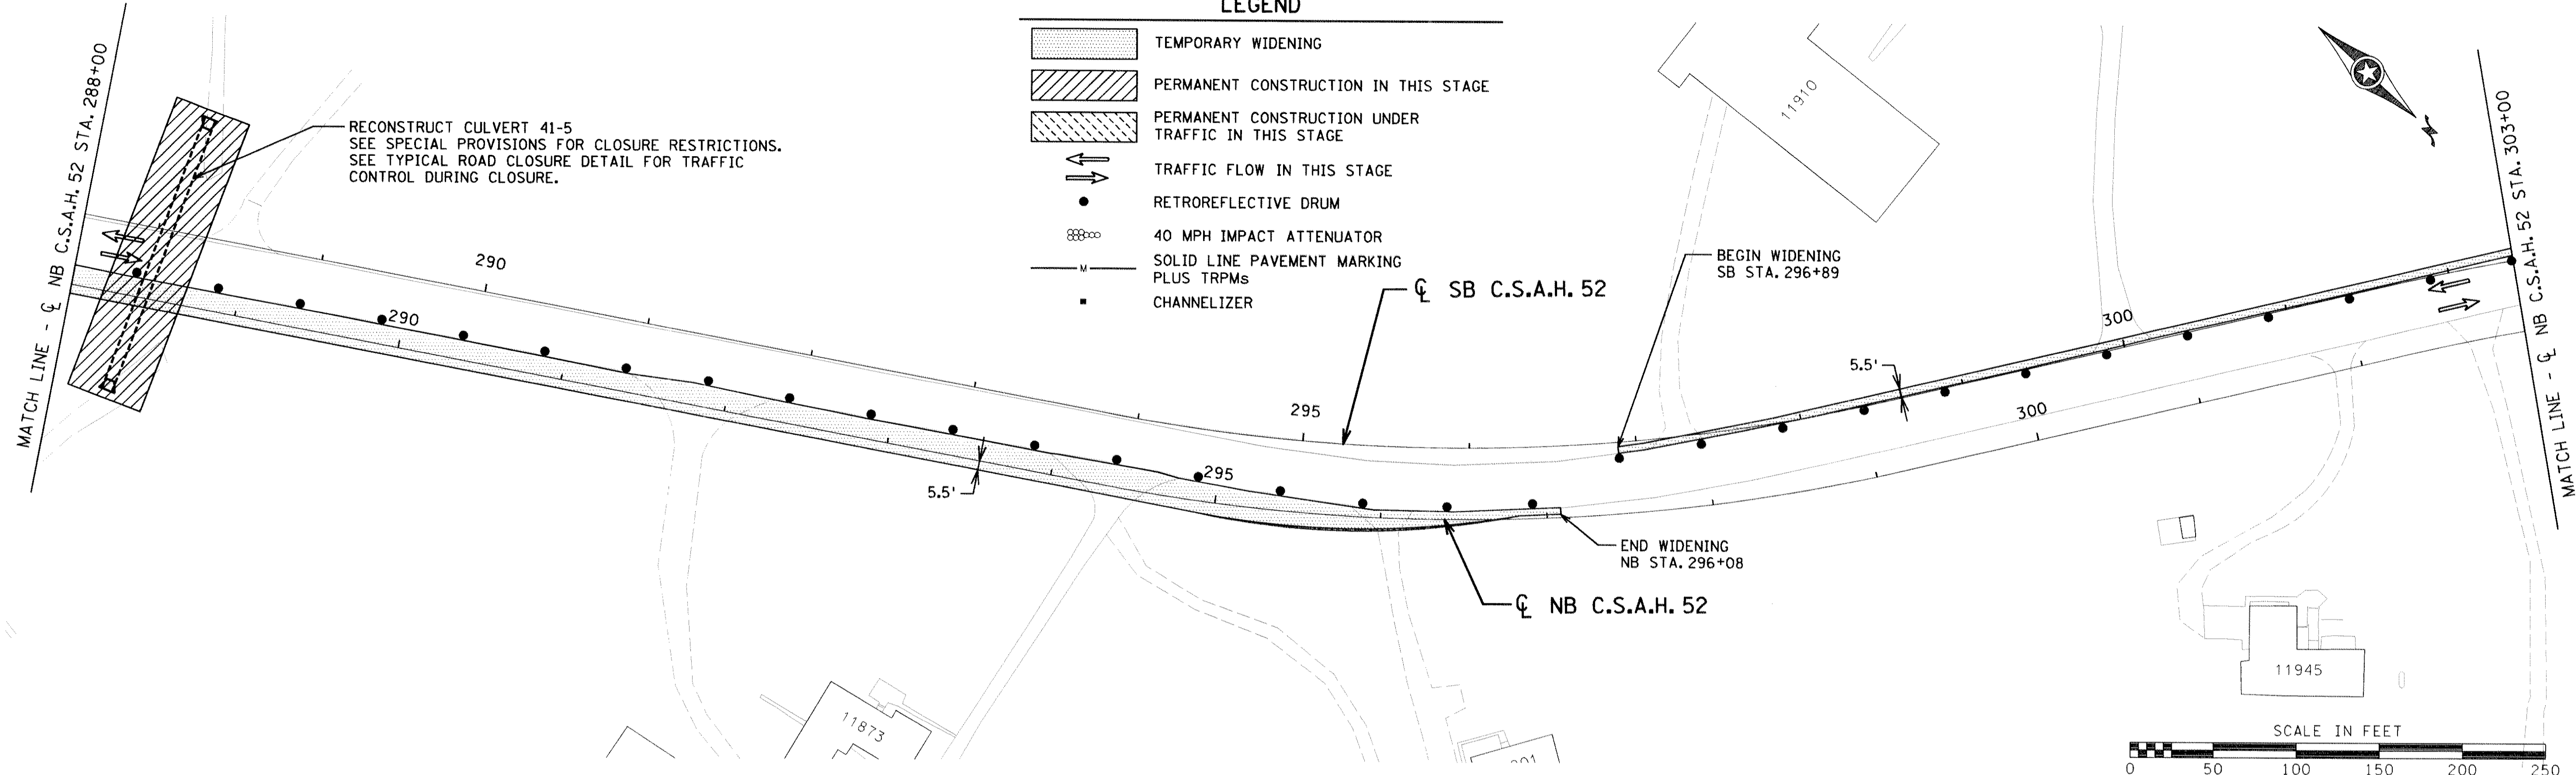 LEGEND
TEMPORARY WIDENING
PERMANENT CONSTRUCTION IN THIS STAGE
PERMANENT CONSTRUCTION UNDER
TRAFFIC IN THIS STAGE
TRAFFIC FLOW IN THIS STAGE
RETROREFLECTIVE DRUM
40 MPH IMPACT ATTENUATOR
M
SOLID LINE PAVEMENT MARKING
PLUS TRPMs
CHANNELIZER
MATCH LINE - ℄ NB C.S.A.H. 52 STA. 288+00
RECONSTRUCT CULVERT 41-5
SEE SPECIAL PROVISIONS FOR CLOSURE RESTRICTIONS.
SEE TYPICAL ROAD CLOSURE DETAIL FOR TRAFFIC
CONTROL DURING CLOSURE.
11910
N
MATCH LINE - ℄ NB C.S.A.H. 52 STA. 303+00
290
290
℄ SB C.S.A.H. 52
BEGIN WIDENING
SB STA. 296+89
300
5.5'
300
295
295
5.5'
END WIDENING
NB STA. 296+08
℄ NB C.S.A.H. 52
11873
11945
SCALE IN FEET
0 50 100 150 200 250